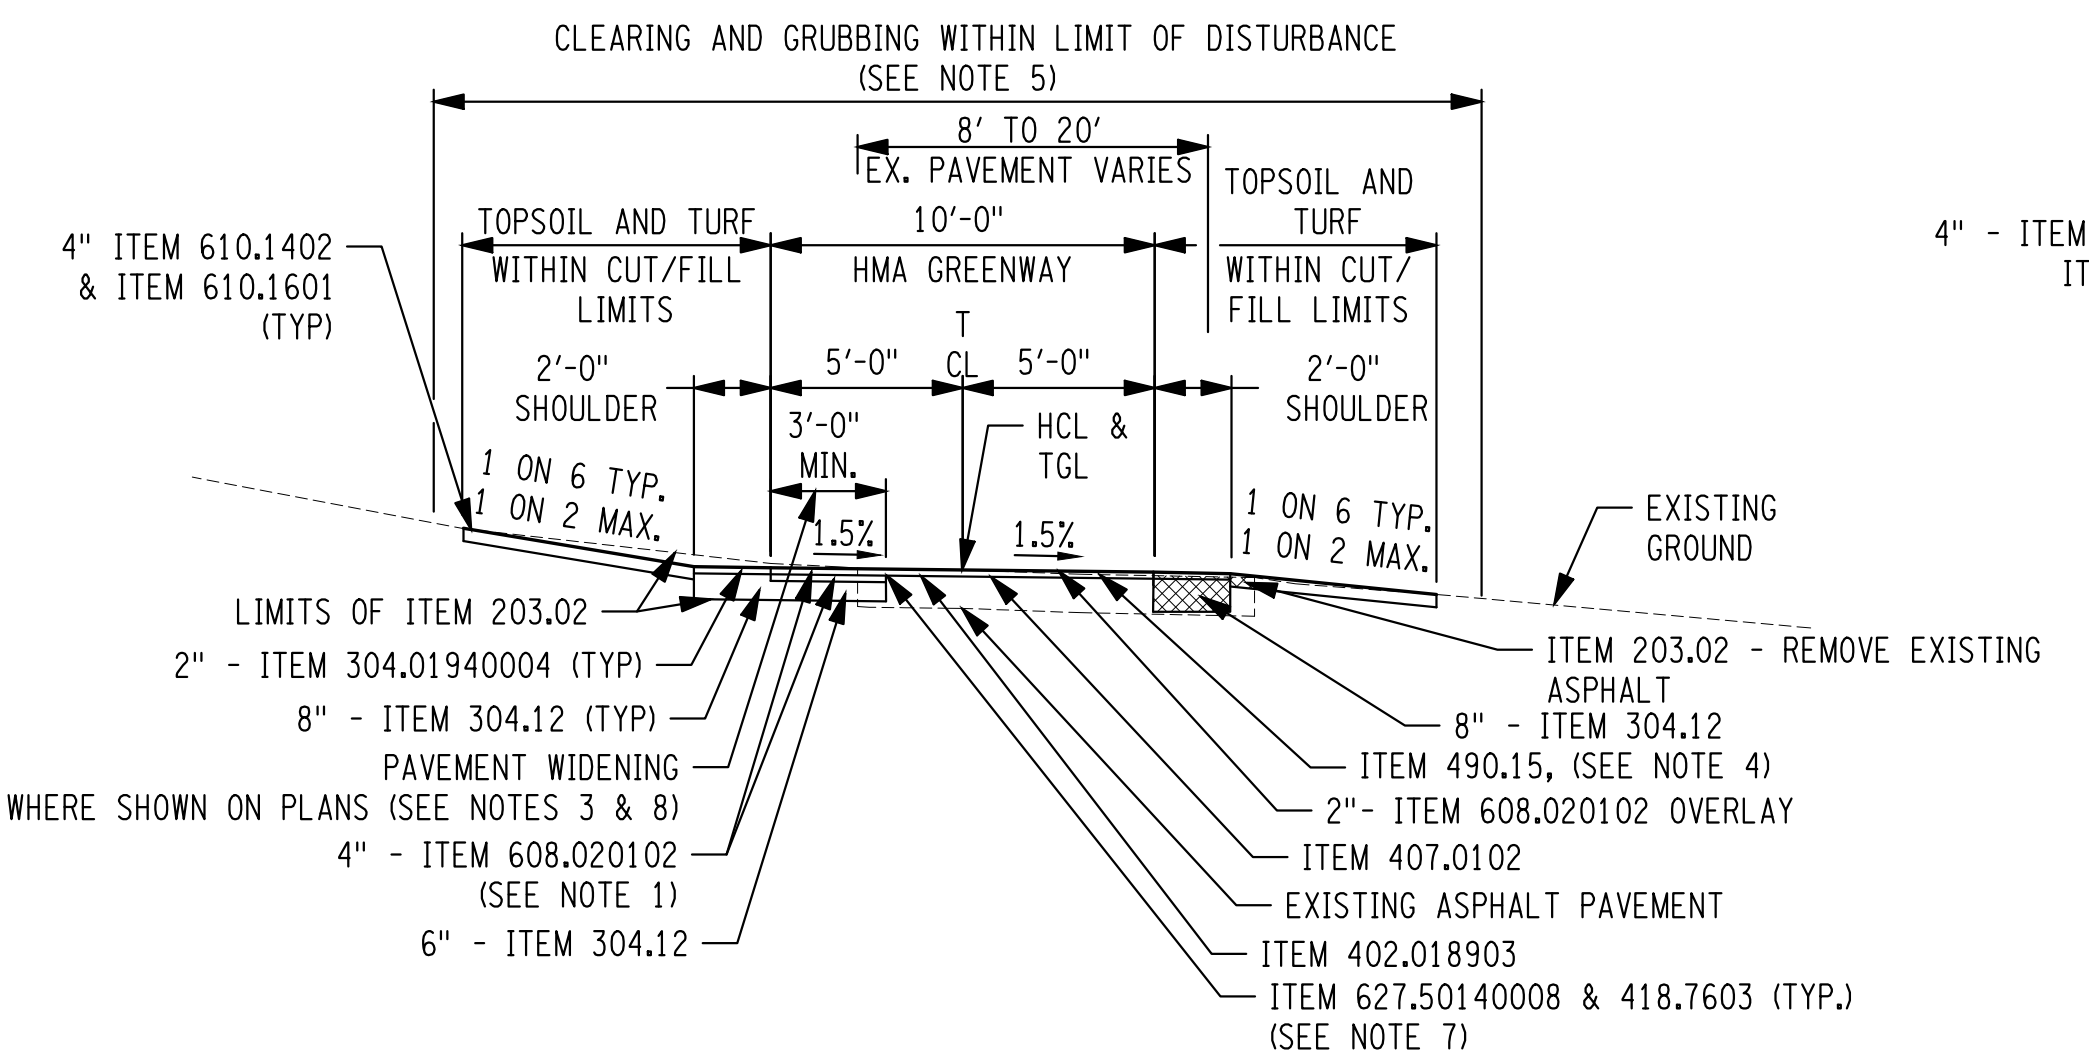 CLEARING AND GRUBBING WITHIN LIMIT OF DISTURBANCE
(SEE NOTE 5)
8' TO 20'
EX. PAVEMENT VARIES
TOPSOIL AND TURF
WITHIN CUT/FILL
LIMITS
10'-0"
HMA GREENWAY
TOPSOIL AND
TURF
WITHIN CUT/
FILL LIMITS
4" ITEM 610.1402
& ITEM 610.1601
(TYP)
4" - ITEM
IT
T
CL
2'-0"
SHOULDER
5'-0"
5'-0"
2'-0"
SHOULDER
3'-0"
MIN.
HCL &
TGL
1 ON 6 TYP.
1 ON 2 MAX.
1.5%
1.5%
1 ON 6 TYP.
1 ON 2 MAX.
EXISTING
GROUND
LIMITS OF ITEM 203.02
2" - ITEM 304.01940004 (TYP)
8" - ITEM 304.12 (TYP)
PAVEMENT WIDENING
WHERE SHOWN ON PLANS (SEE NOTES 3 & 8)
4" - ITEM 608.020102
(SEE NOTE 1)
6" - ITEM 304.12
ITEM 203.02 - REMOVE EXISTING
ASPHALT
8" - ITEM 304.12
ITEM 490.15, (SEE NOTE 4)
2"- ITEM 608.020102 OVERLAY
ITEM 407.0102
EXISTING ASPHALT PAVEMENT
ITEM 402.018903
ITEM 627.50140008 & 418.7603 (TYP.)
(SEE NOTE 7)